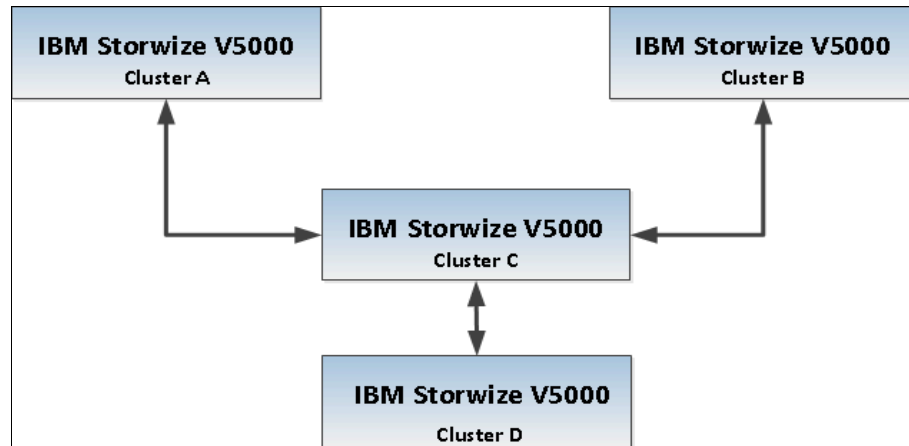 IBM Storwize V5000
Cluster A
IBM Storwize V5000
Cluster B
IBM Storwize V5000
Cluster C
IBM Storwize V5000
Cluster D